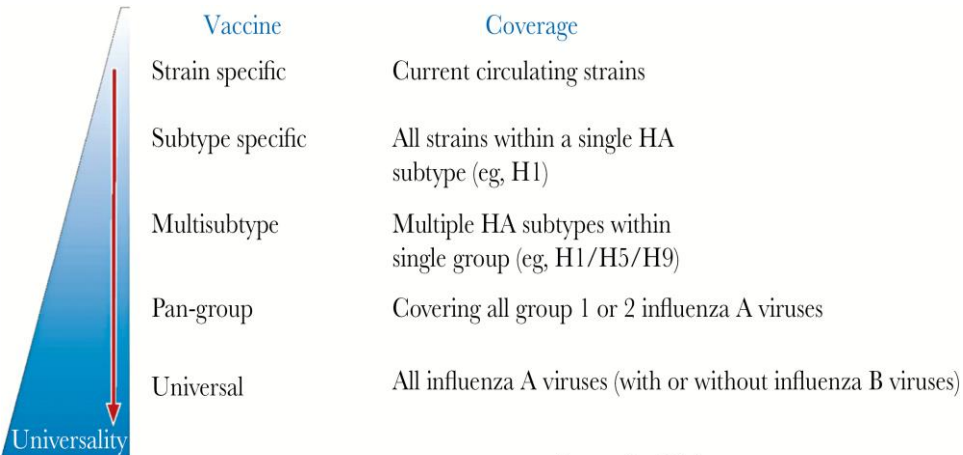 Vaccine Coverage
Strain specific Current circulating strains
Subtype specific All strains within a single HA
subtype (eg, H1)
Multisubtype Multiple HA subtypes within
single group (eg, H1/H5/H9)
Pan-group Covering all group 1 or 2 influenza A viruses
Universal All influenza A viruses (with or without influenza B viruses)
Universality